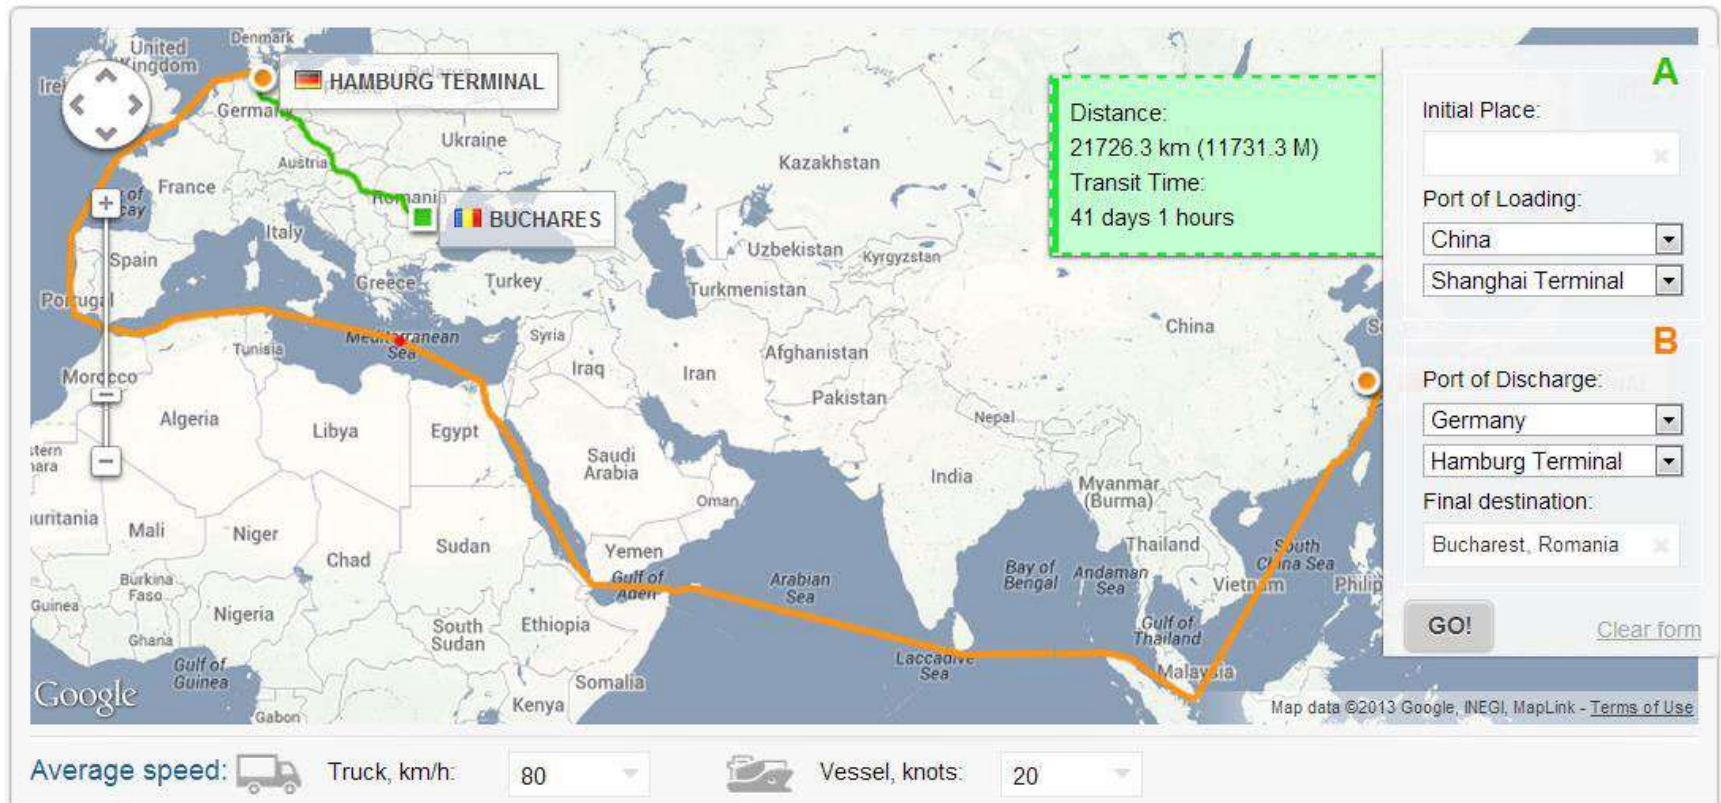 United
Kingdom
Denmark
HAMBURG TERMINAL
Germany
Ukraine
Austria
France
Romania
BUCHARES
Italy
Spain
Portugal
Greece
Turkey
Kazakhstan
Uzbekistan
Kyrgyzstan
Turkmenistan
Mediterranean
Sea
Tunisia
Syria
Morocco
Iraq
Iran
Afghanistan
Pakistan
China
Nepal
Algeria
Libya
Egypt
Saudi
Arabia
Oman
India
Myanmar
(Burma)
Mali
Niger
Chad
Sudan
Yemen
Gulf of
Aden
Arabian
Sea
Bay of
Bengal
Andaman
Sea
Thailand
Vietnam
South
China Sea
Philip
uritania
Burkina
Faso
Guinea
Ghana
Nigeria
South
Sudan
Ethiopia
Gulf of
Guinea
Gabon
Kenya
Somalia
Laccadive
Sea
Gulf of
Thailand
Malaysia
Google
Map data ©2013 Google, INEGI, MapLink - Terms of Use
Distance:
21726.3 km (11731.3 M)
Transit Time:
41 days 1 hours
A
Initial Place:
Port of Loading:
China
Shanghai Terminal
B
Port of Discharge:
Germany
Hamburg Terminal
Final destination:
Bucharest, Romania
GO!
Clear form
Average speed: Truck, km/h: 80 Vessel, knots: 20